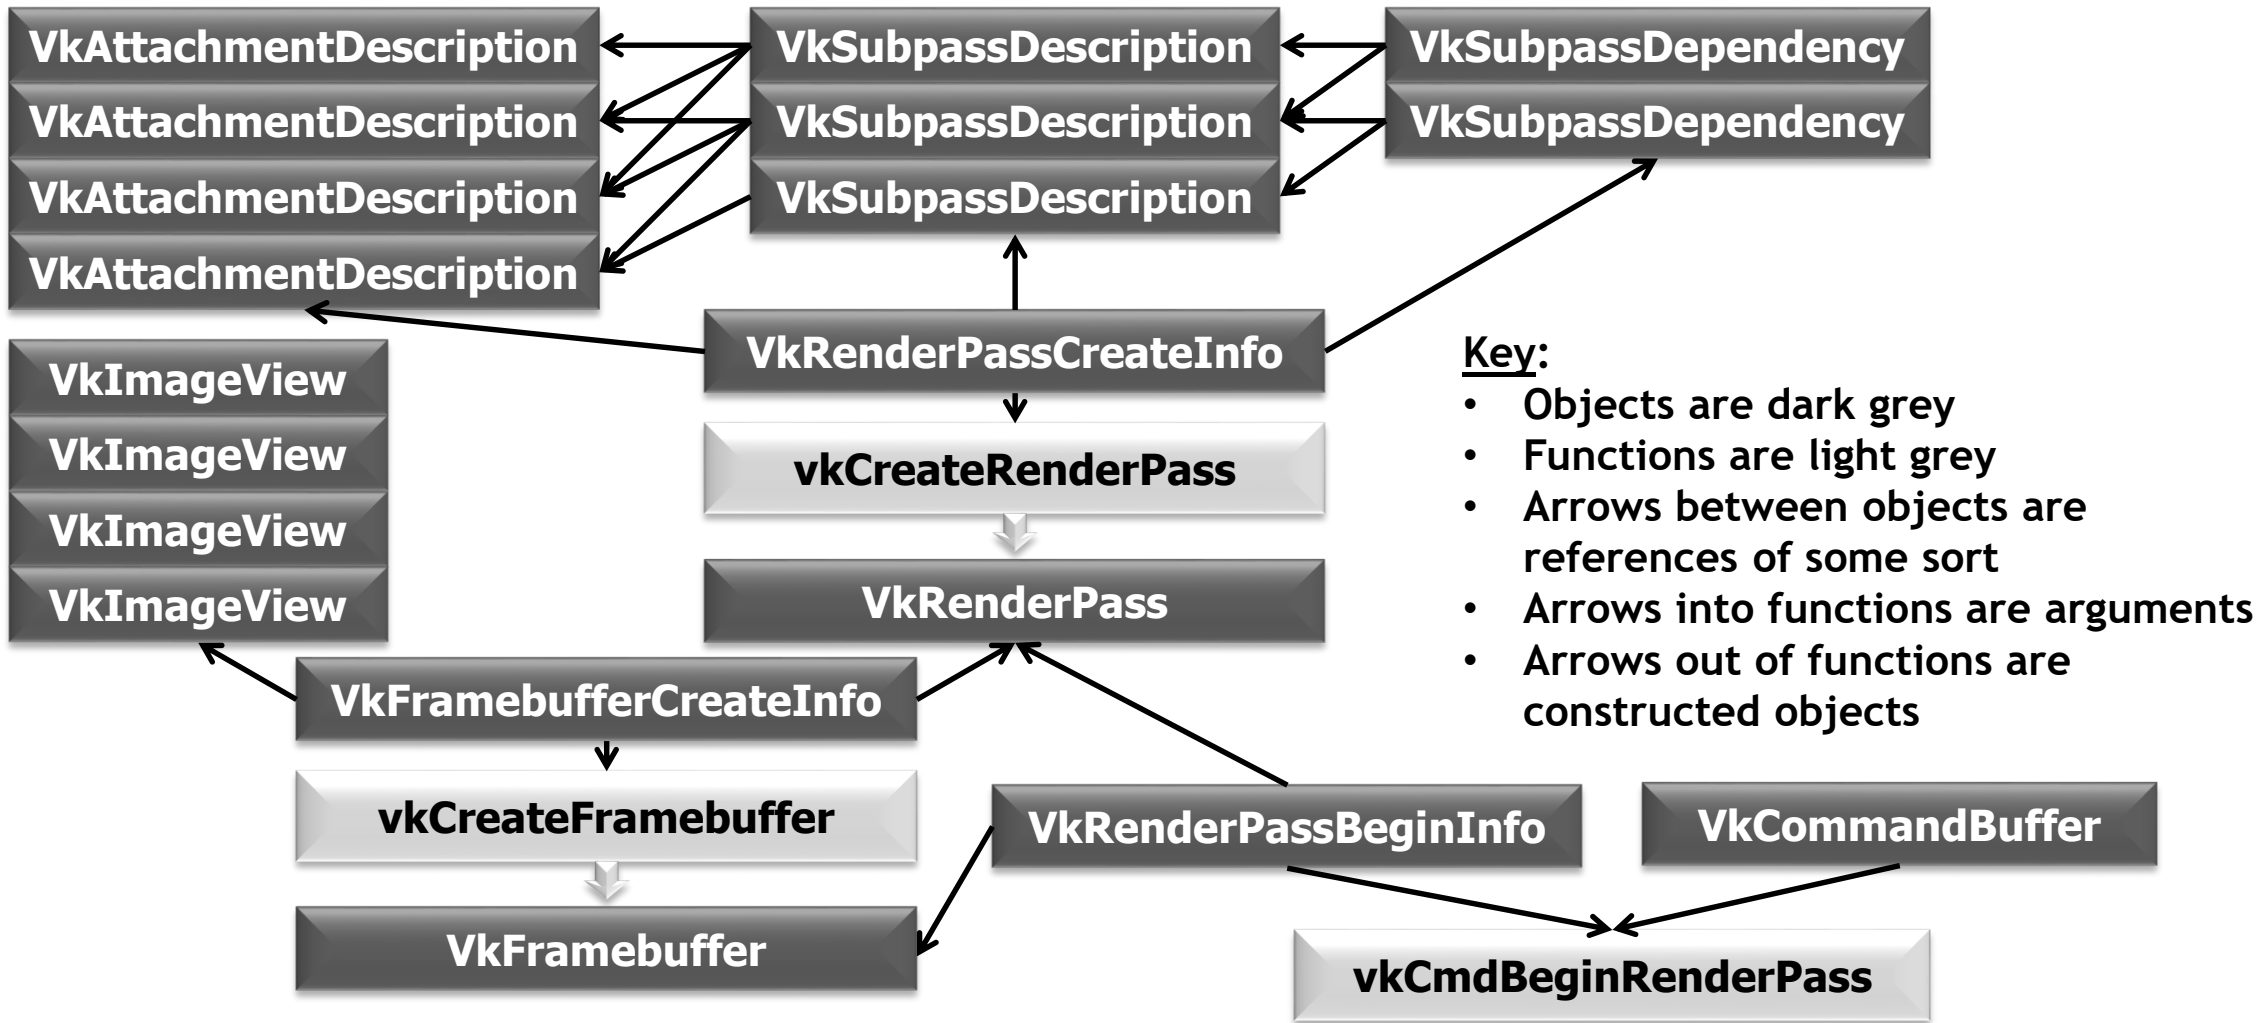 VkAttachmentDescription
VkAttachmentDescription
VkAttachmentDescription
VkAttachmentDescription
VkSubpassDescription
VkSubpassDescription
VkSubpassDescription
VkSubpassDependency
VkSubpassDependency
VkRenderPassCreateInfo
vkCreateRenderPass
VkRenderPass
VkImageView
VkImageView
VkImageView
VkImageView
VkFramebufferCreateInfo
vkCreateFramebuffer
VkFramebuffer
VkRenderPassBeginInfo
VkCommandBuffer
vkCmdBeginRenderPass
Key:
• Objects are dark grey
• Functions are light grey
• Arrows between objects are
references of some sort
• Arrows into functions are arguments
• Arrows out of functions are
constructed objects